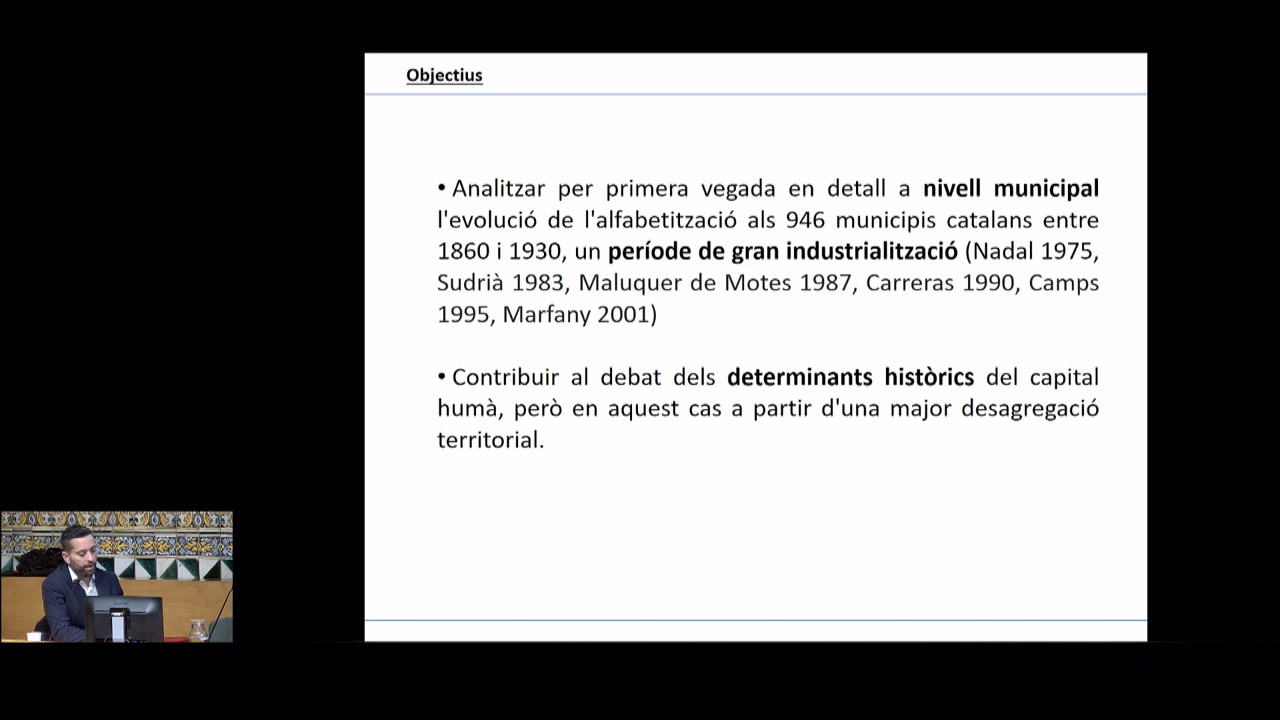 Objectius
• Analitzar per primera vegada en detall a nivell municipal
l'evolució de l'alfabetització als 946 municipis catalans entre
1860 i 1930, un període de gran industrialització (Nadal 1975,
Sudrià 1983, Maluquer de Motes 1987, Carreras 1990, Camps
1995, Marfany 2001)
• Contribuir al debat dels determinants històrics del capital
humà, però en aquest cas a partir d'una major desagregació
territorial.